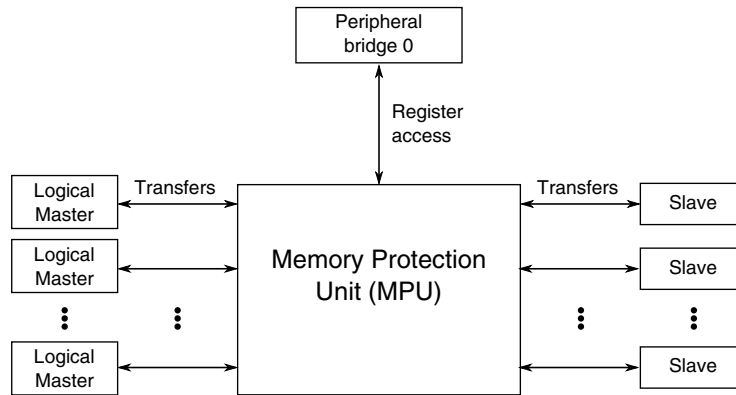 Peripheral
bridge 0
Register
access
Logical
Master
Transfers
Transfers
Slave
Logical
Master
Memory Protection
Unit (MPU)
Slave
Logical
Master
Slave